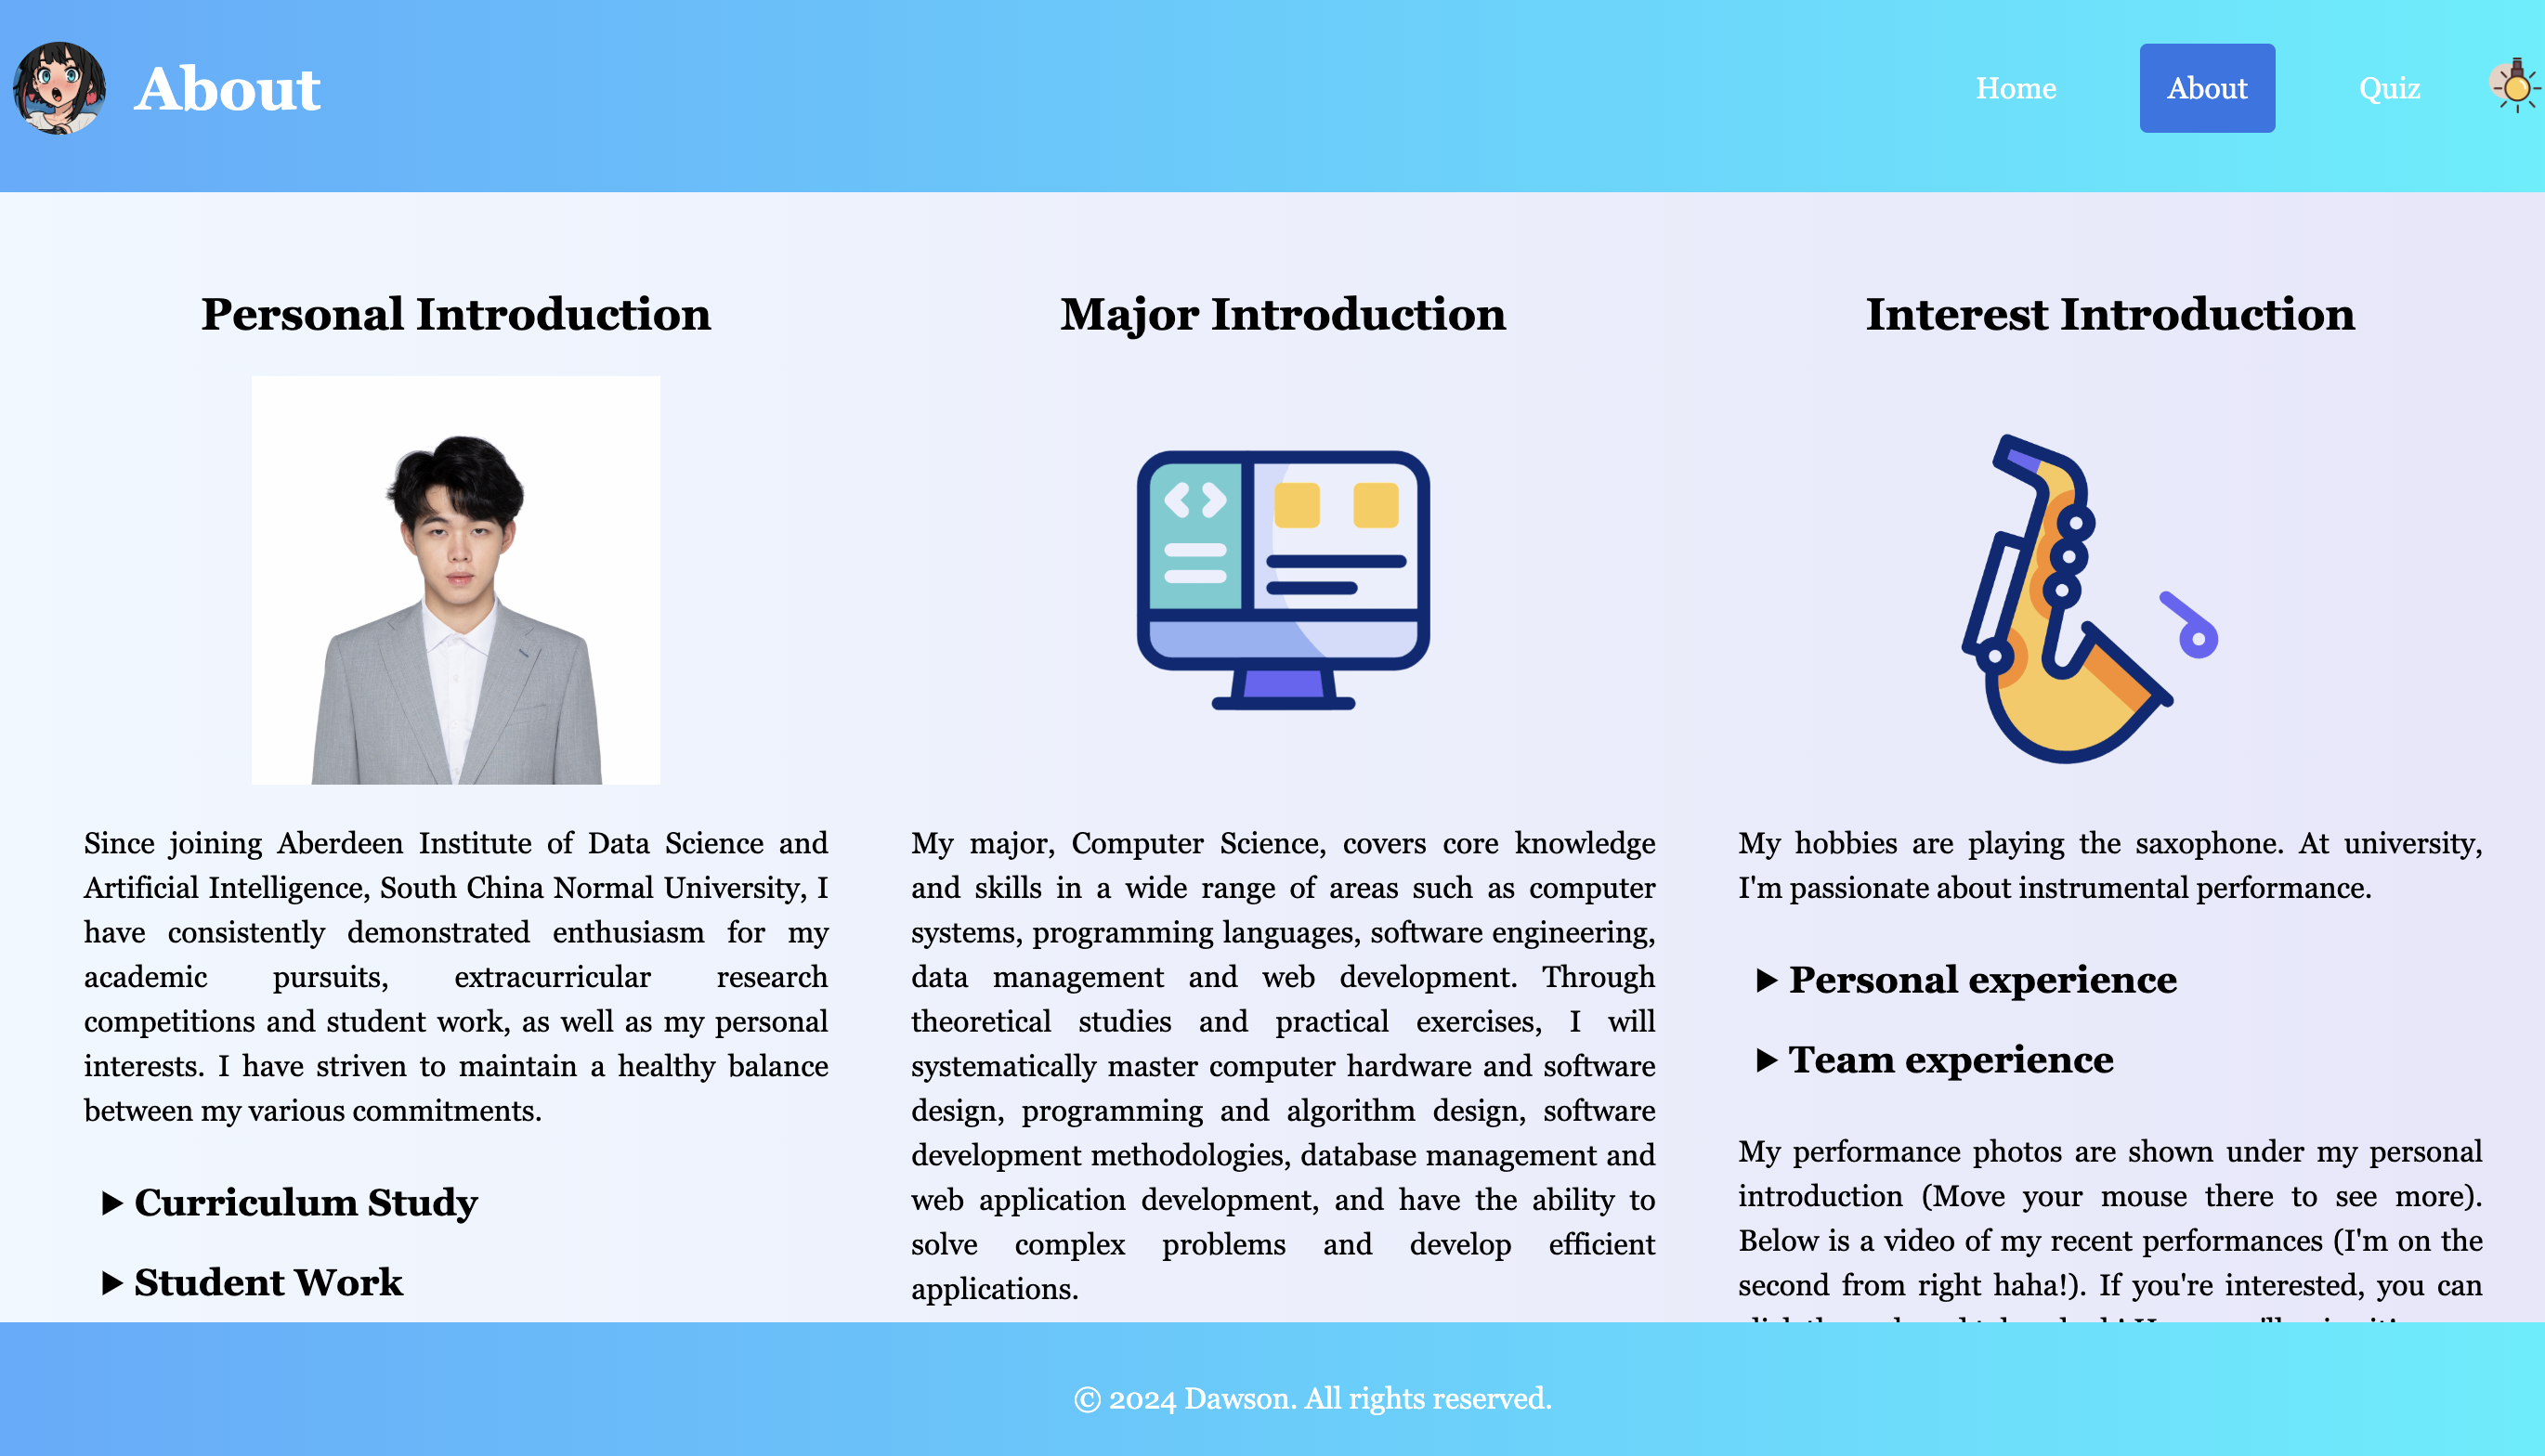 About
Home
About
Quiz
Personal Introduction
Since joining Aberdeen Institute of Data Science and
Artificial Intelligence, South China Normal University, I
have consistently demonstrated enthusiasm for my
academic pursuits, extracurricular research
competitions and student work, as well as my personal
interests. I have striven to maintain a healthy balance
between my various commitments.
Curriculum Study
Student Work
Major Introduction
My major, Computer Science, covers core knowledge
and skills in a wide range of areas such as computer
systems, programming languages, software engineering,
data management and web development. Through
theoretical studies and practical exercises, I will
systematically master computer hardware and software
design, programming and algorithm design, software
development methodologies, database management and
web application development, and have the ability to
solve complex problems and develop efficient
applications.
Interest Introduction
My hobbies are playing the saxophone. At university,
I'm passionate about instrumental performance.
Personal experience
Team experience
My performance photos are shown under my personal
introduction (Move your mouse there to see more).
Below is a video of my recent performances (I'm on the
second from right haha!). If you're interested, you can
© 2024 Dawson. All rights reserved.